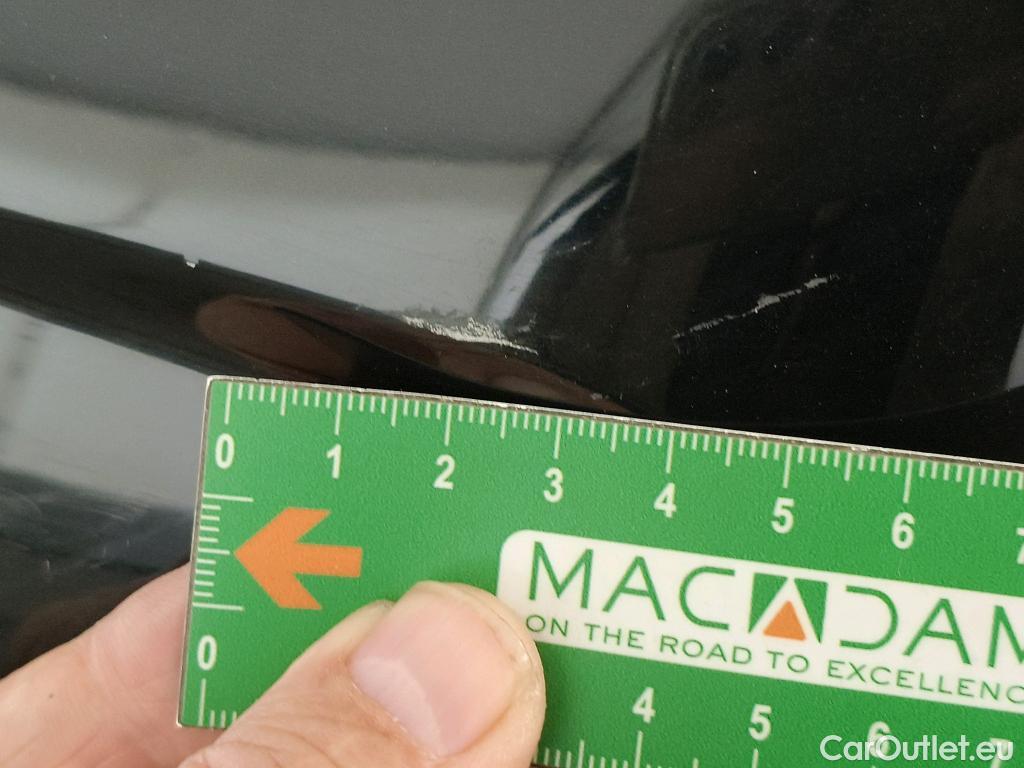 0 1 2 3 4 5 6 7
MACADAM
ON THE ROAD TO EXCELLENC
0 4 5 6 7
CarOutlet.eu